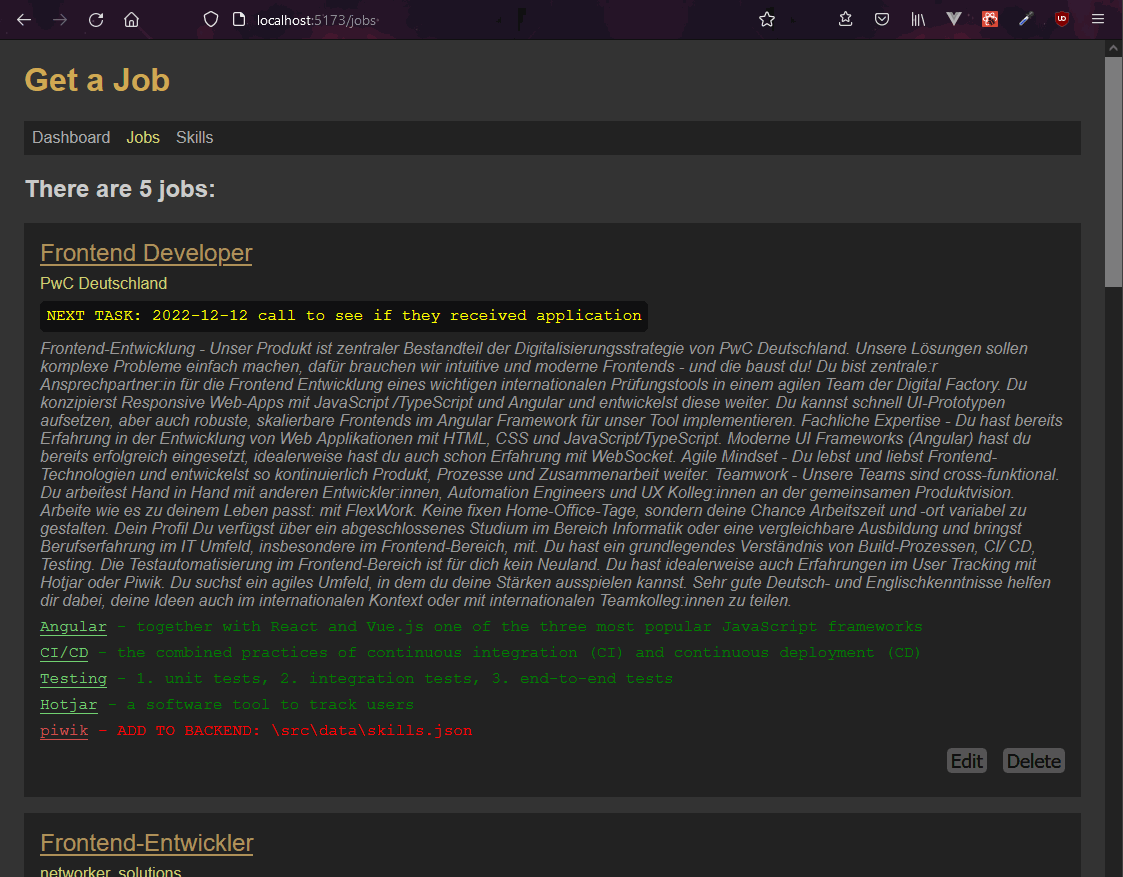 localhost:5173/jobs
UD
Get a Job
Dashboard Jobs Skills
There are 5 jobs:
Frontend Developer
PwC Deutschland
NEXT TASK: 2022-12-12 call to see if they received application
Frontend-Entwicklung - Unser Produkt ist zentraler Bestandteil der Digitalisierungsstrategie von PwC Deutschland. Unsere Lösungen sollen
komplexe Probleme einfach machen, dafür brauchen wir intuitive und moderne Frontends - und die baust du! Du bist zentrale:r
Ansprechpartner:in für die Frontend Entwicklung eines wichtigen internationalen Prüfungstools in einem agilen Team der Digital Factory. Du
konzipierst Responsive Web-Apps mit JavaScript /TypeScript und Angular und entwickelst diese weiter. Du kannst schnell UI-Prototypen
aufsetzen, aber auch robuste, skalierbare Frontends im Angular Framework für unser Tool implementieren. Fachliche Expertise - Du hast bereits
Erfahrung in der Entwicklung von Web Applikationen mit HTML, CSS und JavaScript/TypeScript. Moderne UI Frameworks (Angular) hast du
bereits erfolgreich eingesetzt, idealerweise hast du auch schon Erfahrung mit WebSocket. Agile Mindset - Du lebst und liebst Frontend-
Technologien und entwickelst so kontinuierlich Produkt, Prozesse und Zusammenarbeit weiter. Teamwork - Unsere Teams sind cross-funktional.
Du arbeitest Hand in Hand mit anderen Entwickler:innen, Automation Engineers und UX Kolleg:innen an der gemeinsamen Produktvision.
Arbeite wie es zu deinem Leben passt: mit FlexWork. Keine fixen Home-Office-Tage, sondern deine Chance Arbeitszeit und -ort variabel zu
gestalten. Dein Profil Du verfügst über ein abgeschlossenes Studium im Bereich Informatik oder eine vergleichbare Ausbildung und bringst
Berufserfahrung im IT Umfeld, insbesondere im Frontend-Bereich, mit. Du hast ein grundlegendes Verständnis von Build-Prozessen, CI/ CD,
Testing. Die Testautomatisierung im Frontend-Bereich ist für dich kein Neuland. Du hast idealerweise auch Erfahrungen im User Tracking mit
Hotjar oder Piwik. Du suchst ein agiles Umfeld, in dem du deine Stärken ausspielen kannst. Sehr gute Deutsch- und Englischkenntnisse helfen
dir dabei, deine Ideen auch im internationalen Kontext oder mit internationalen Teamkolleg:innen zu teilen.
Angular - together with React and Vue.js one of the three most popular JavaScript frameworks
CI/CD - the combined practices of continuous integration (CI) and continuous deployment (CD)
Testing - 1. unit tests, 2. integration tests, 3. end-to-end tests
Hotjar - a software tool to track users
piwik - ADD TO BACKEND: \src\data\skills.json
Edit Delete
Frontend-Entwickler
networker, solutions